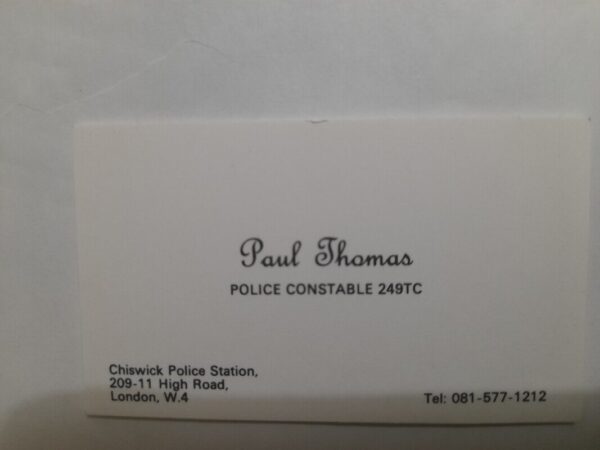 Paul Thomas
POLICE CONSTABLE 249TC
Chiswick Police Station,
209-11 High Road,
London, W.4
Tel: 081-577-1212